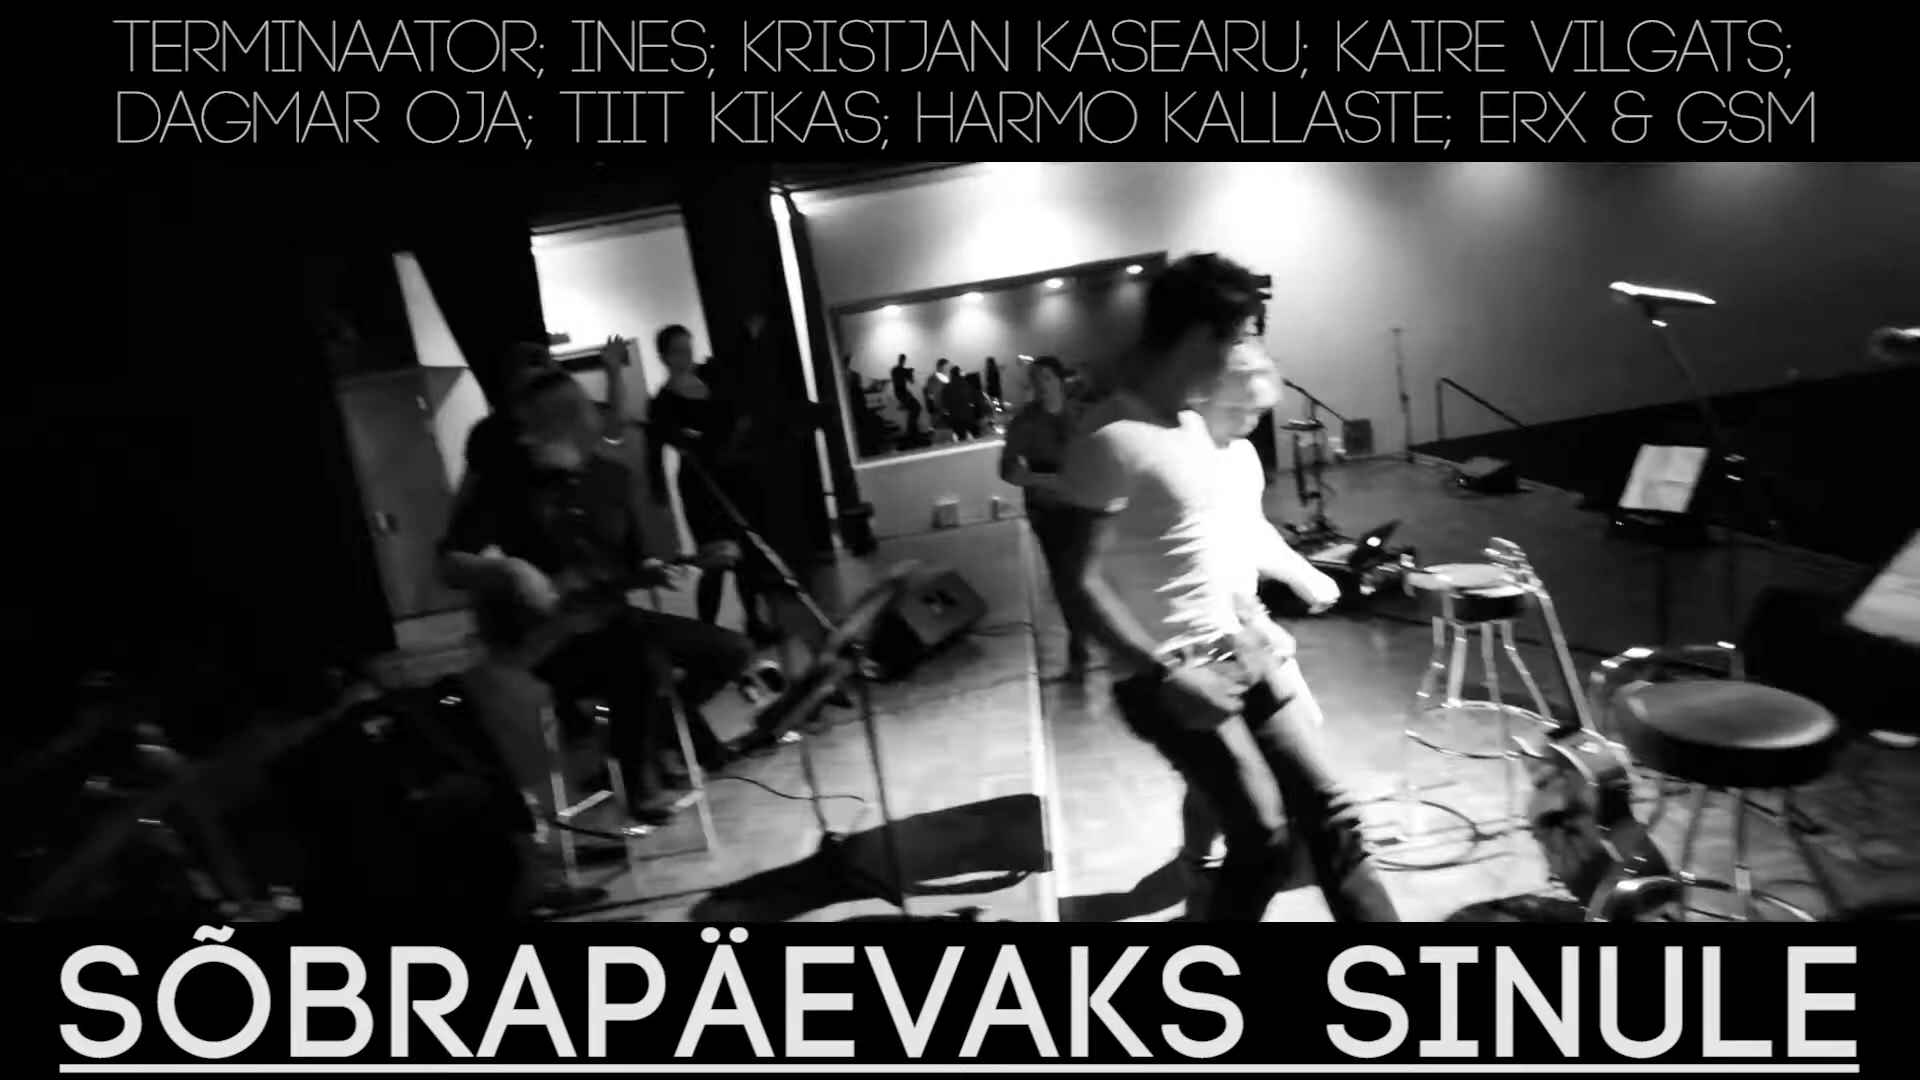 TERMINAATOR; INES; KRISTJAN KASEARU; KAIRE VILGATS;
DAGMAR OJA; TIIT KIKAS; HARMO KALLASTE; ERX & GSM
SÕBRAPÄEVAKS SINULE